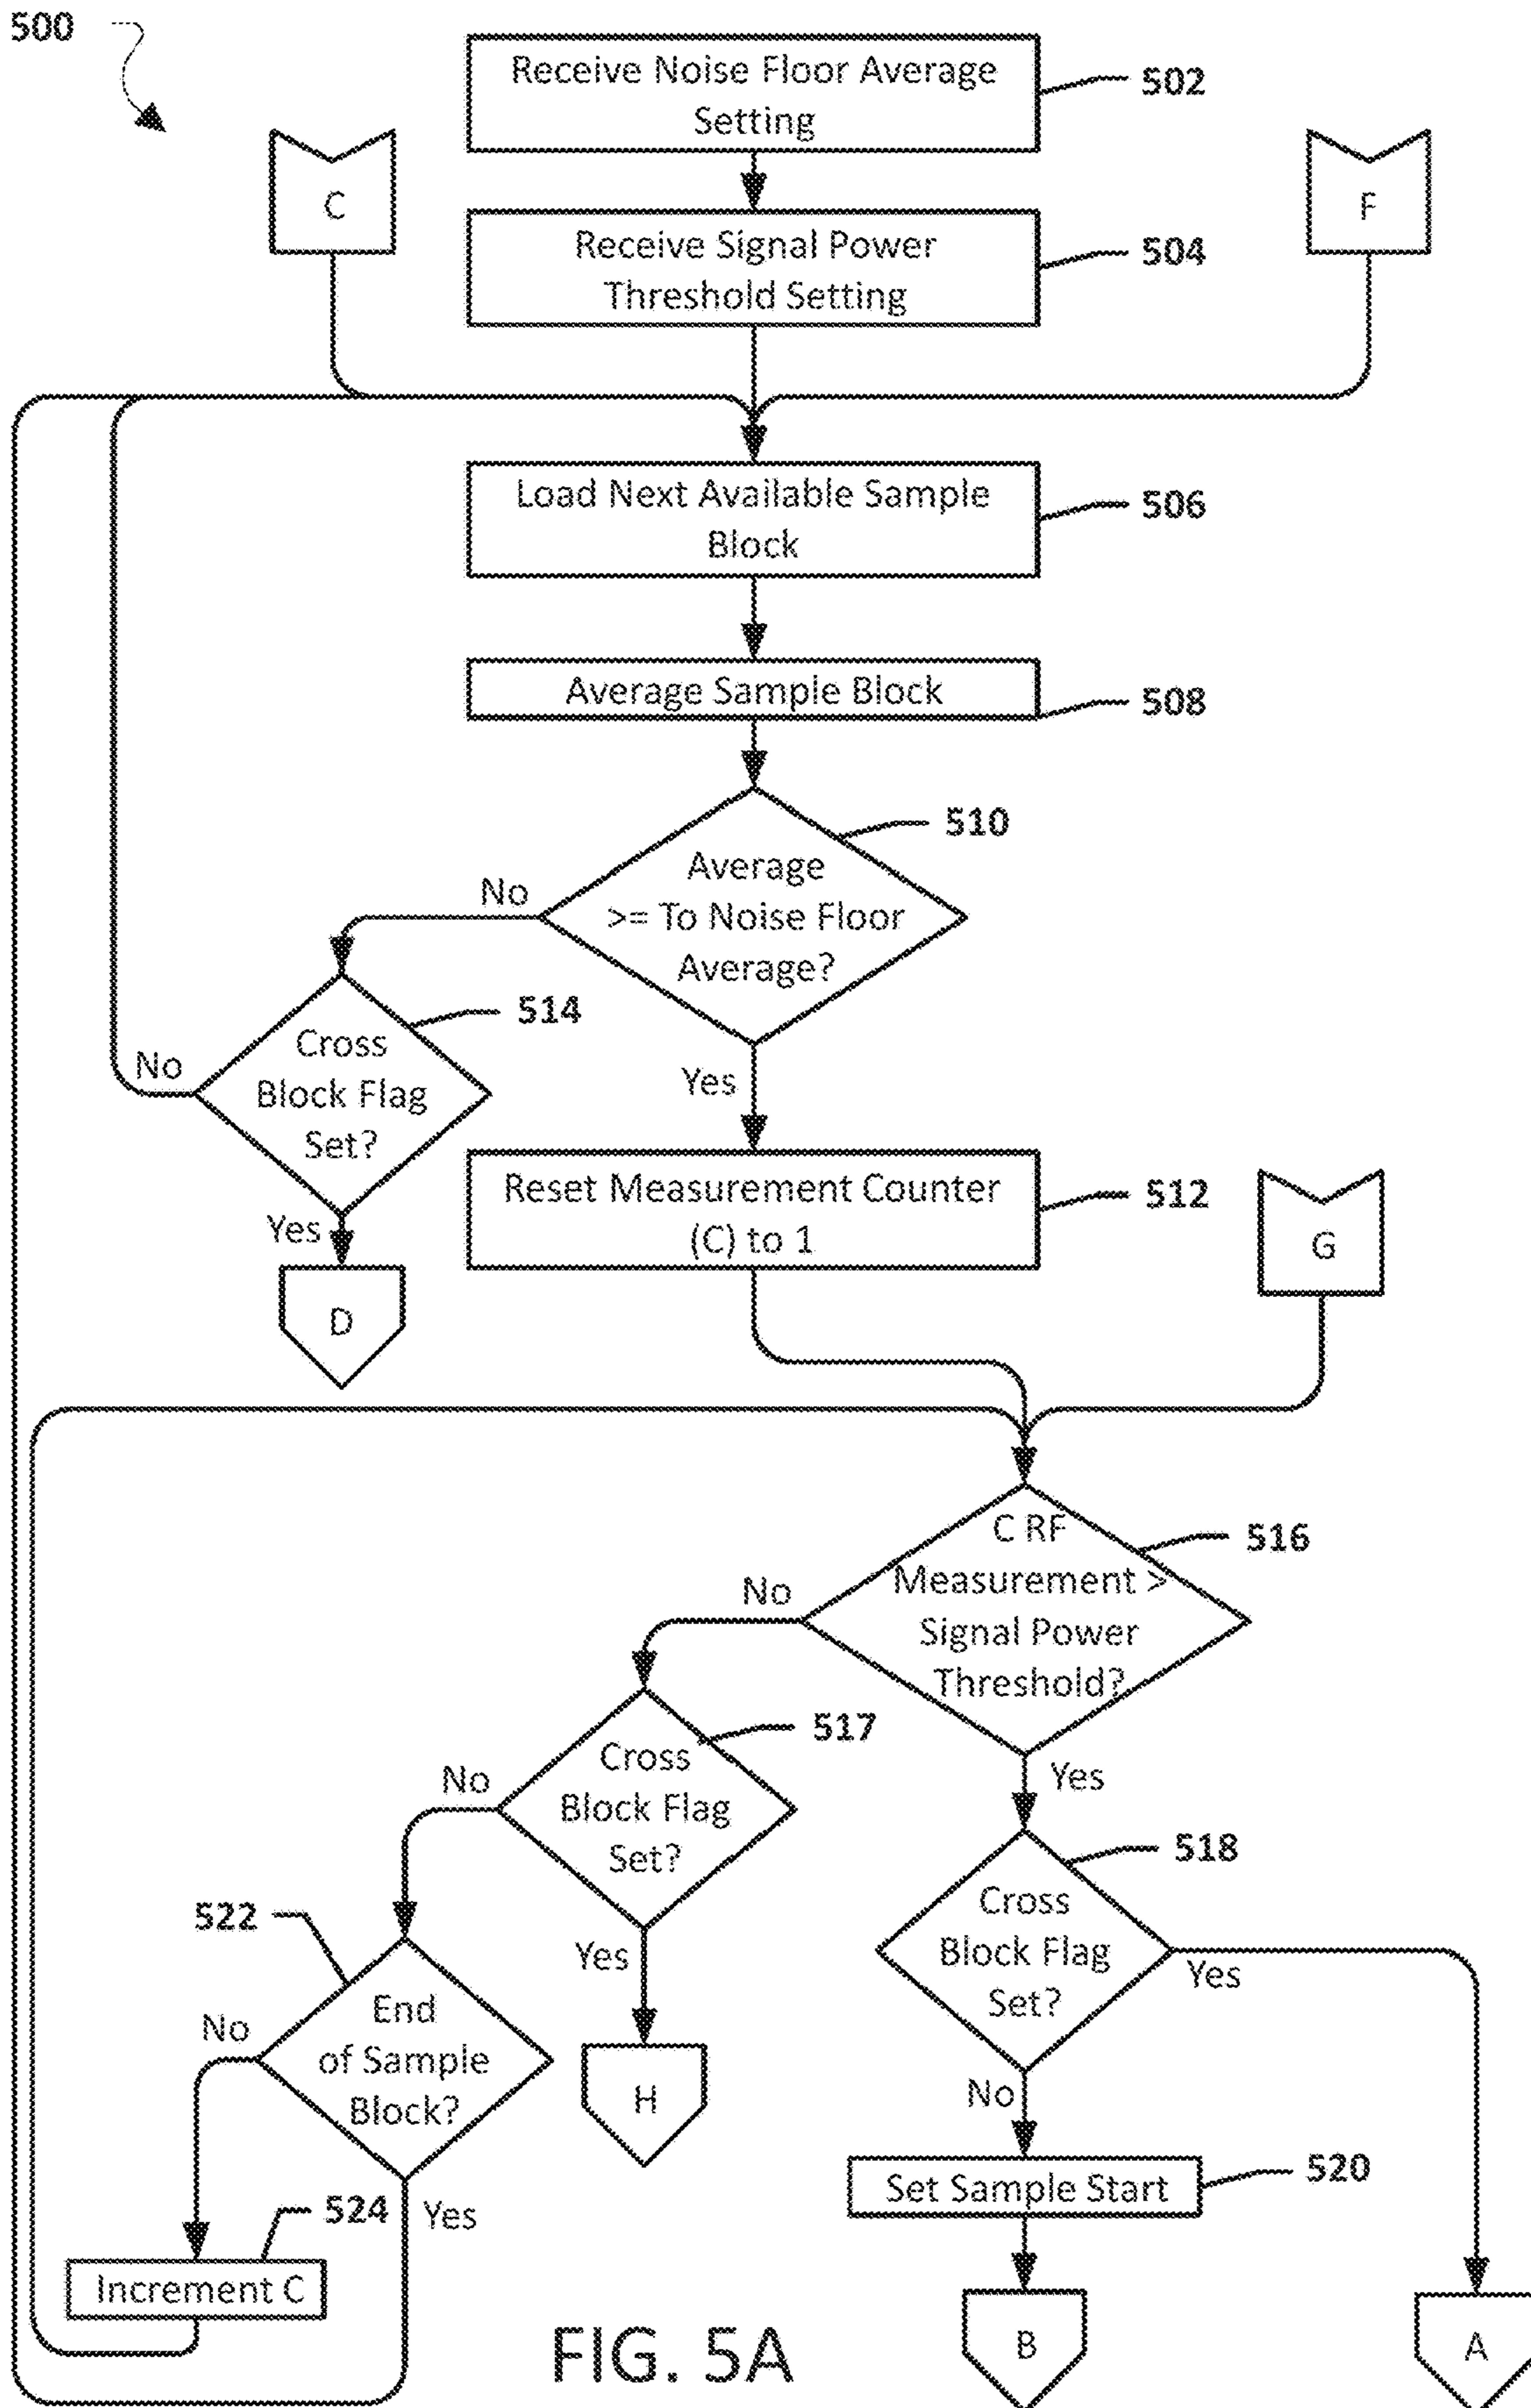 500
Receive Noise Floor Average
Setting
502
C
F
Receive Signal Power
Threshold Setting
504
Load Next Available Sample
Block
506
Average Sample Block
508
510
Average
>= To Noise Floor
Average?
No
514
Cross
Block Flag
Set?
No
Yes
Yes
Reset Measurement Counter
(C) to 1
512
G
D
C RF
Measurement >
Signal Power
Threshold?
516
No
517
Cross
Block Flag
Set?
No
Yes
518
Cross
Block Flag
Set?
Yes
522
End
of Sample
Block?
No
Yes
H
No
Set Sample Start
520
524
Yes
Increment C
B
A
FIG. 5A